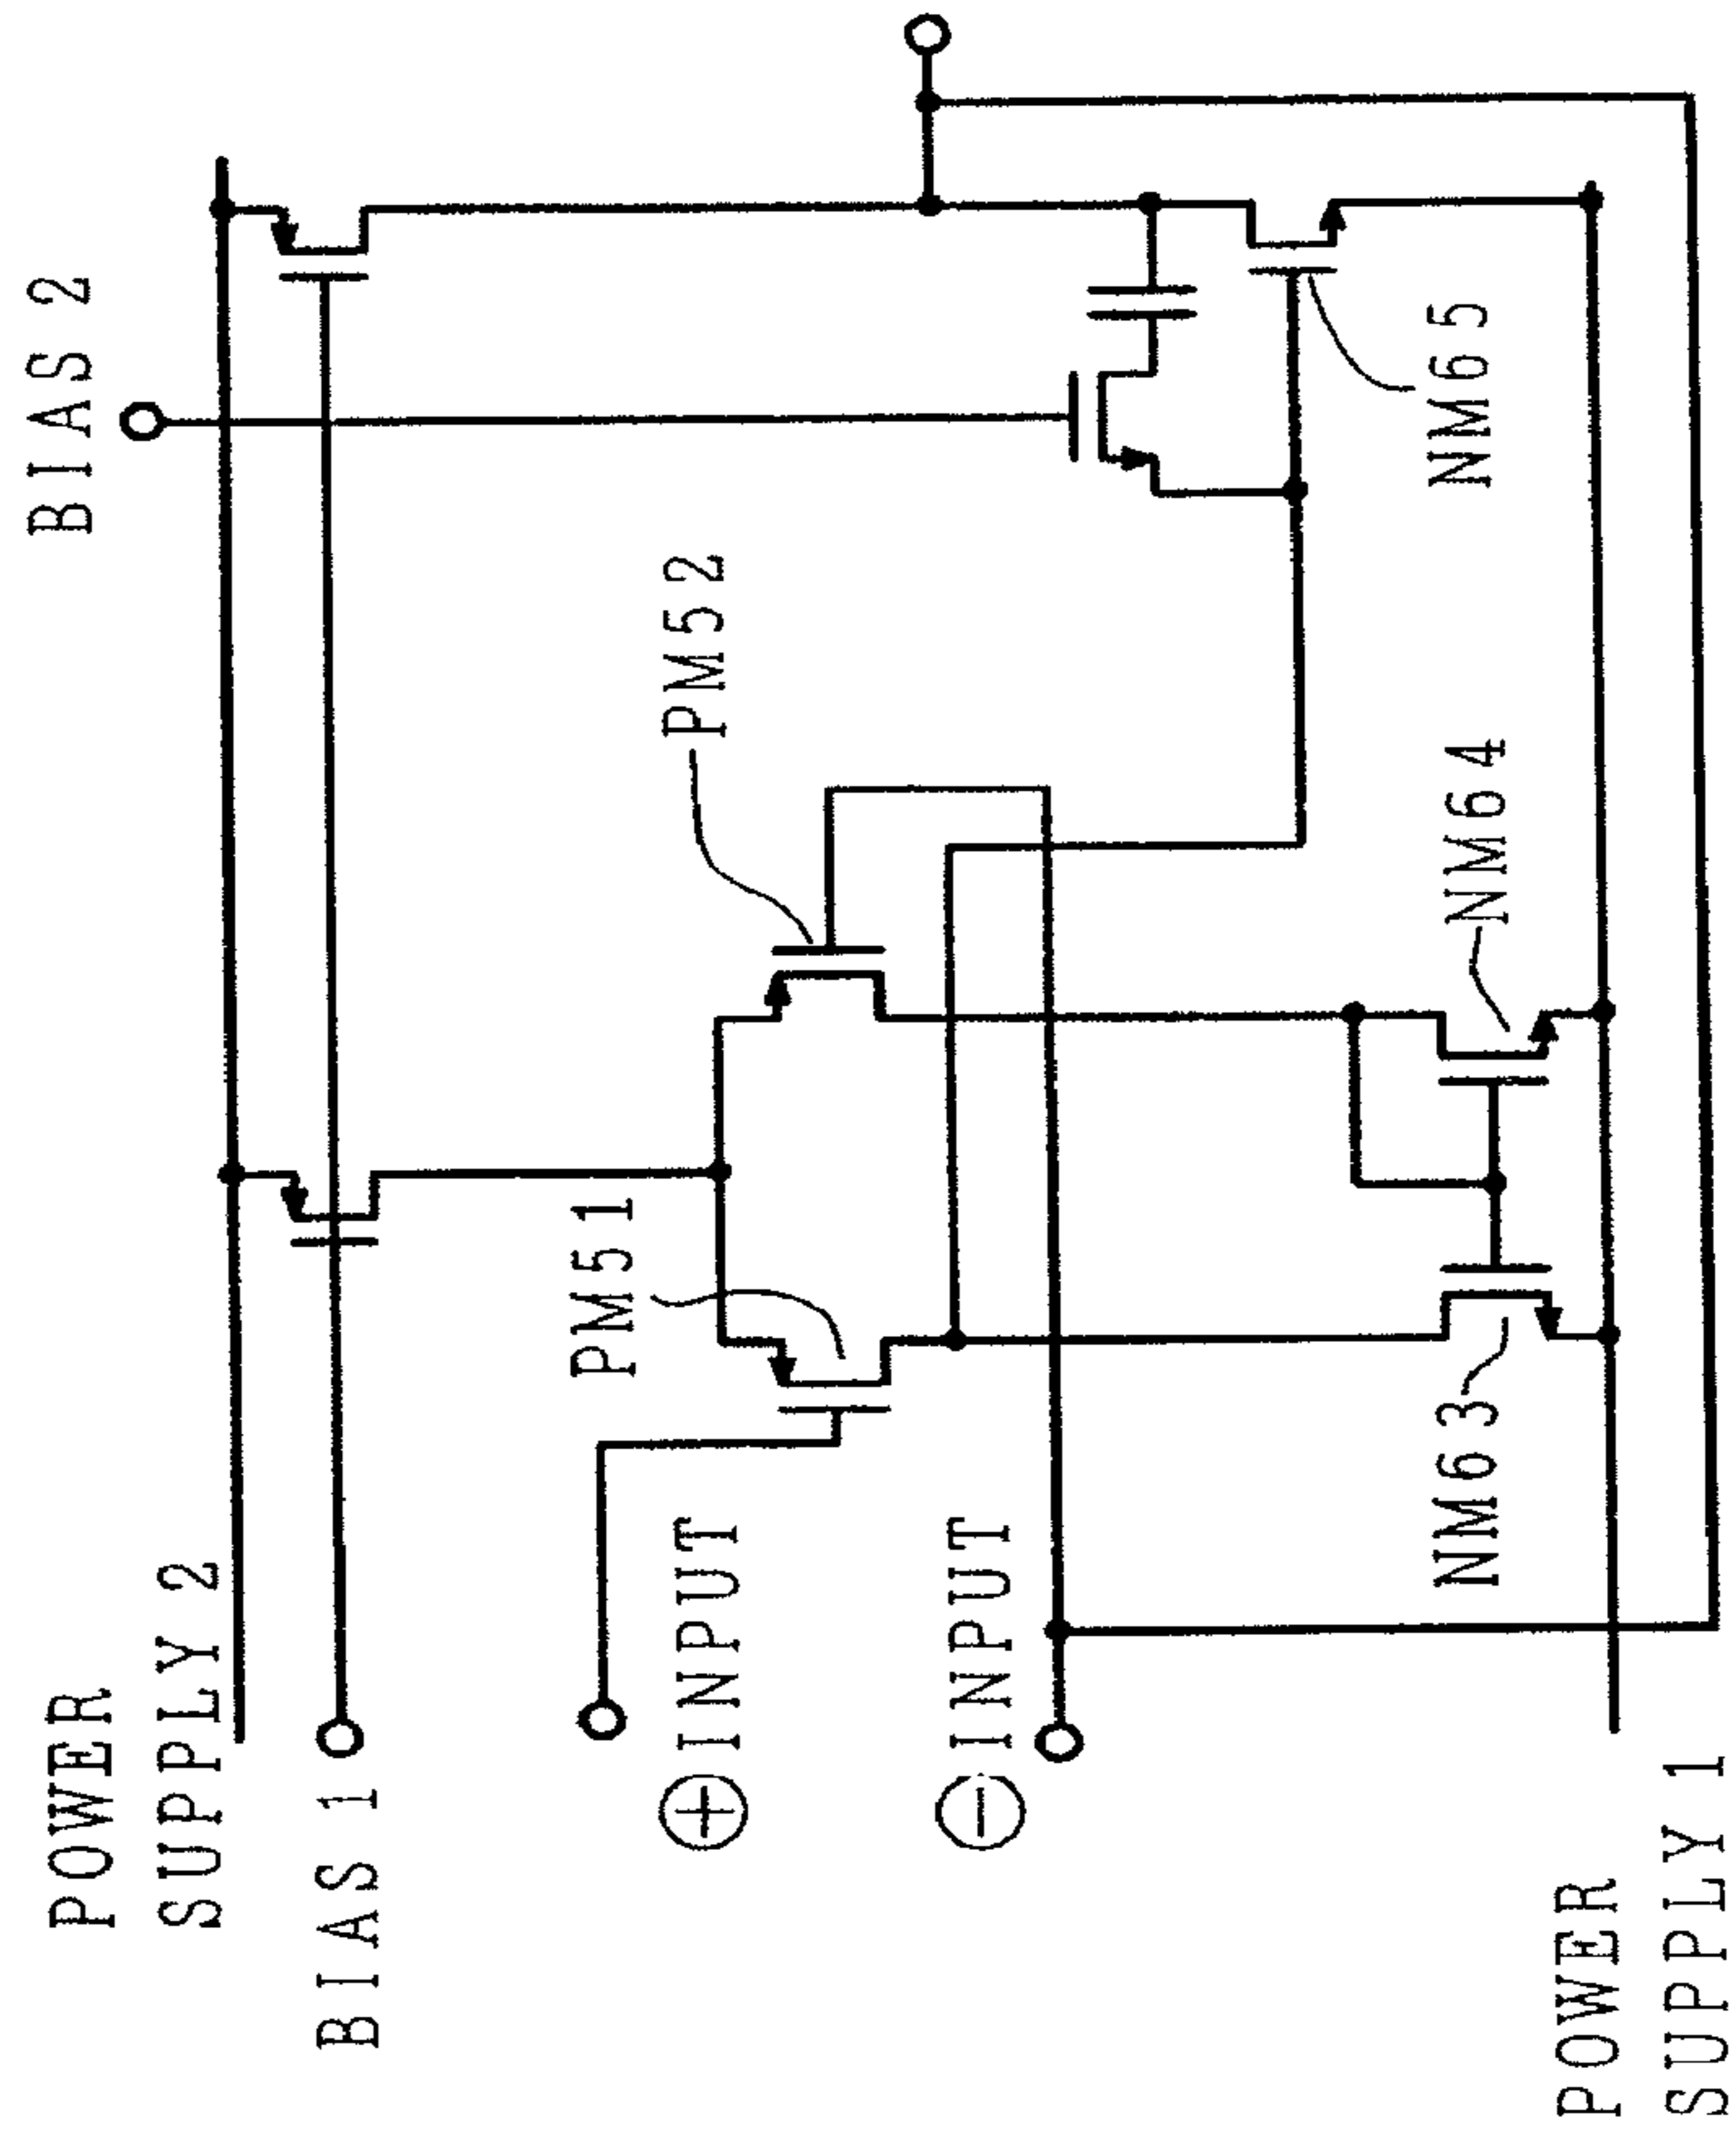 POWER
SUPPLY 2
BIAS 2
BIAS 1
PM51
PM52
⊕INPUT
⊖INPUT
NM63
NM64
NM65
POWER
SUPPLY 1